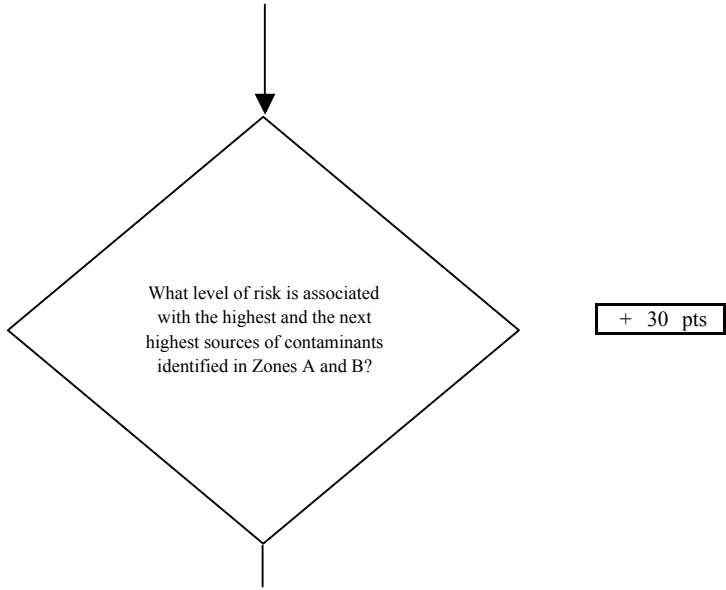 What level of risk is associated
with the highest and the next
highest sources of contaminants
identified in Zones A and B?
+ 30 pts